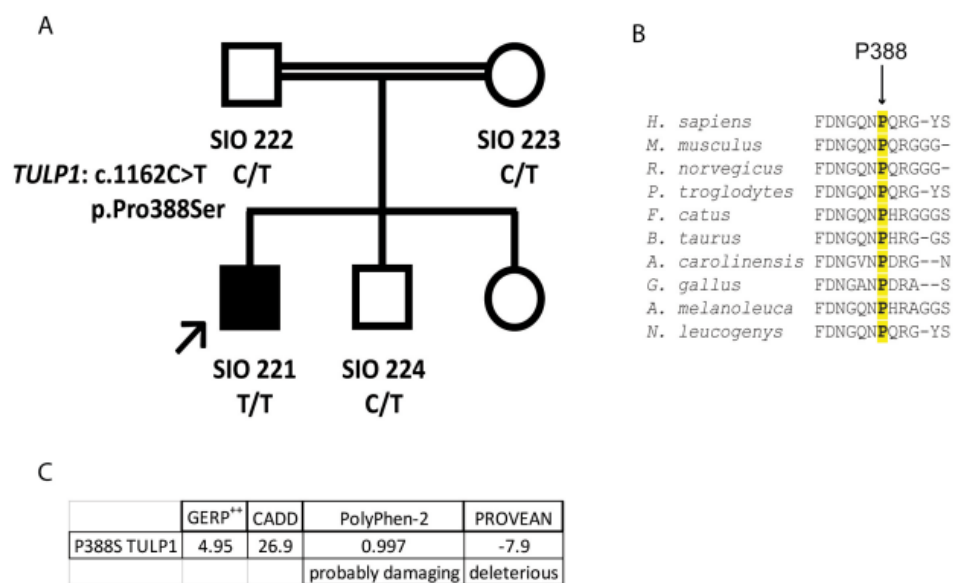 A
SIO 222
C/T
SIO 223
C/T
TULP1: c.1162C>T
p.Pro388Ser
SIO 221
T/T
SIO 224
C/T
B
P388
H. sapiens FDNGQNPQRG-YS
M. musculus FDNGQNPQRGGG-
R. norvegicus FDNGQNPQRGGG-
P. troglodytes FDNGQNPQRG-YS
F. catus FDNGQNPHRGGGS
B. taurus FDNGQNPHRG-GS
A. carolinensis FDNGVNPDRG--N
G. gallus FDNGANPDRA--S
A. melanoleuca FDNGQNPHRAGGS
N. leucogenys FDNGQNPQRG-YS
C
GERP++ CADD PolyPhen-2 PROVEAN
P388S TULP1 4.95 26.9 0.997 -7.9
probably damaging deleterious